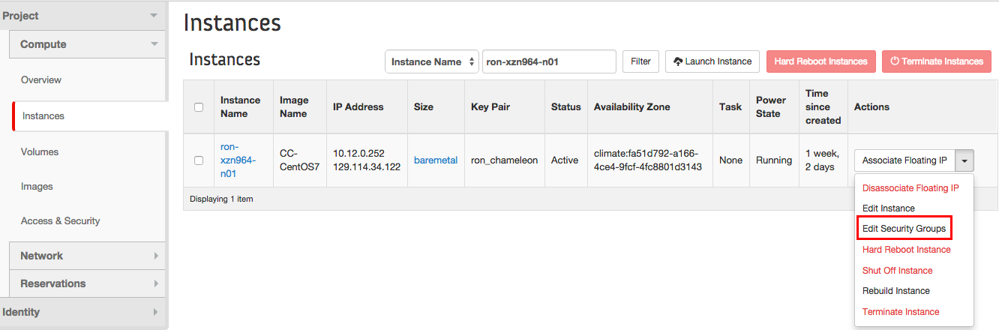 Project
Compute
Overview
Instances
Volumes
Images
Access & Security
Network
Reservations
Identity
Instances
Instances
Instance Name
ron-xzn964-n01
Filter
Launch Instance
Hard Reboot Instances
Terminate Instances
Instance
Name
Image
Name
IP Address
Size
Key Pair
Status
Availability Zone
Task
Power
State
Time
since
created
Actions
ron-
xzn964-
n01
CC-
CentOS7
10.12.0.252
129.114.34.122
baremetal
ron_chameleon
Active
climate:fa51d792-a166-
4ce4-9fcf-4fc8801d3143
None
Running
1 week,
2 days
Associate Floating IP
Disassociate Floating IP
Edit Instance
Edit Security Groups
Hard Reboot Instance
Shut Off Instance
Rebuild Instance
Terminate Instance
Displaying 1 item